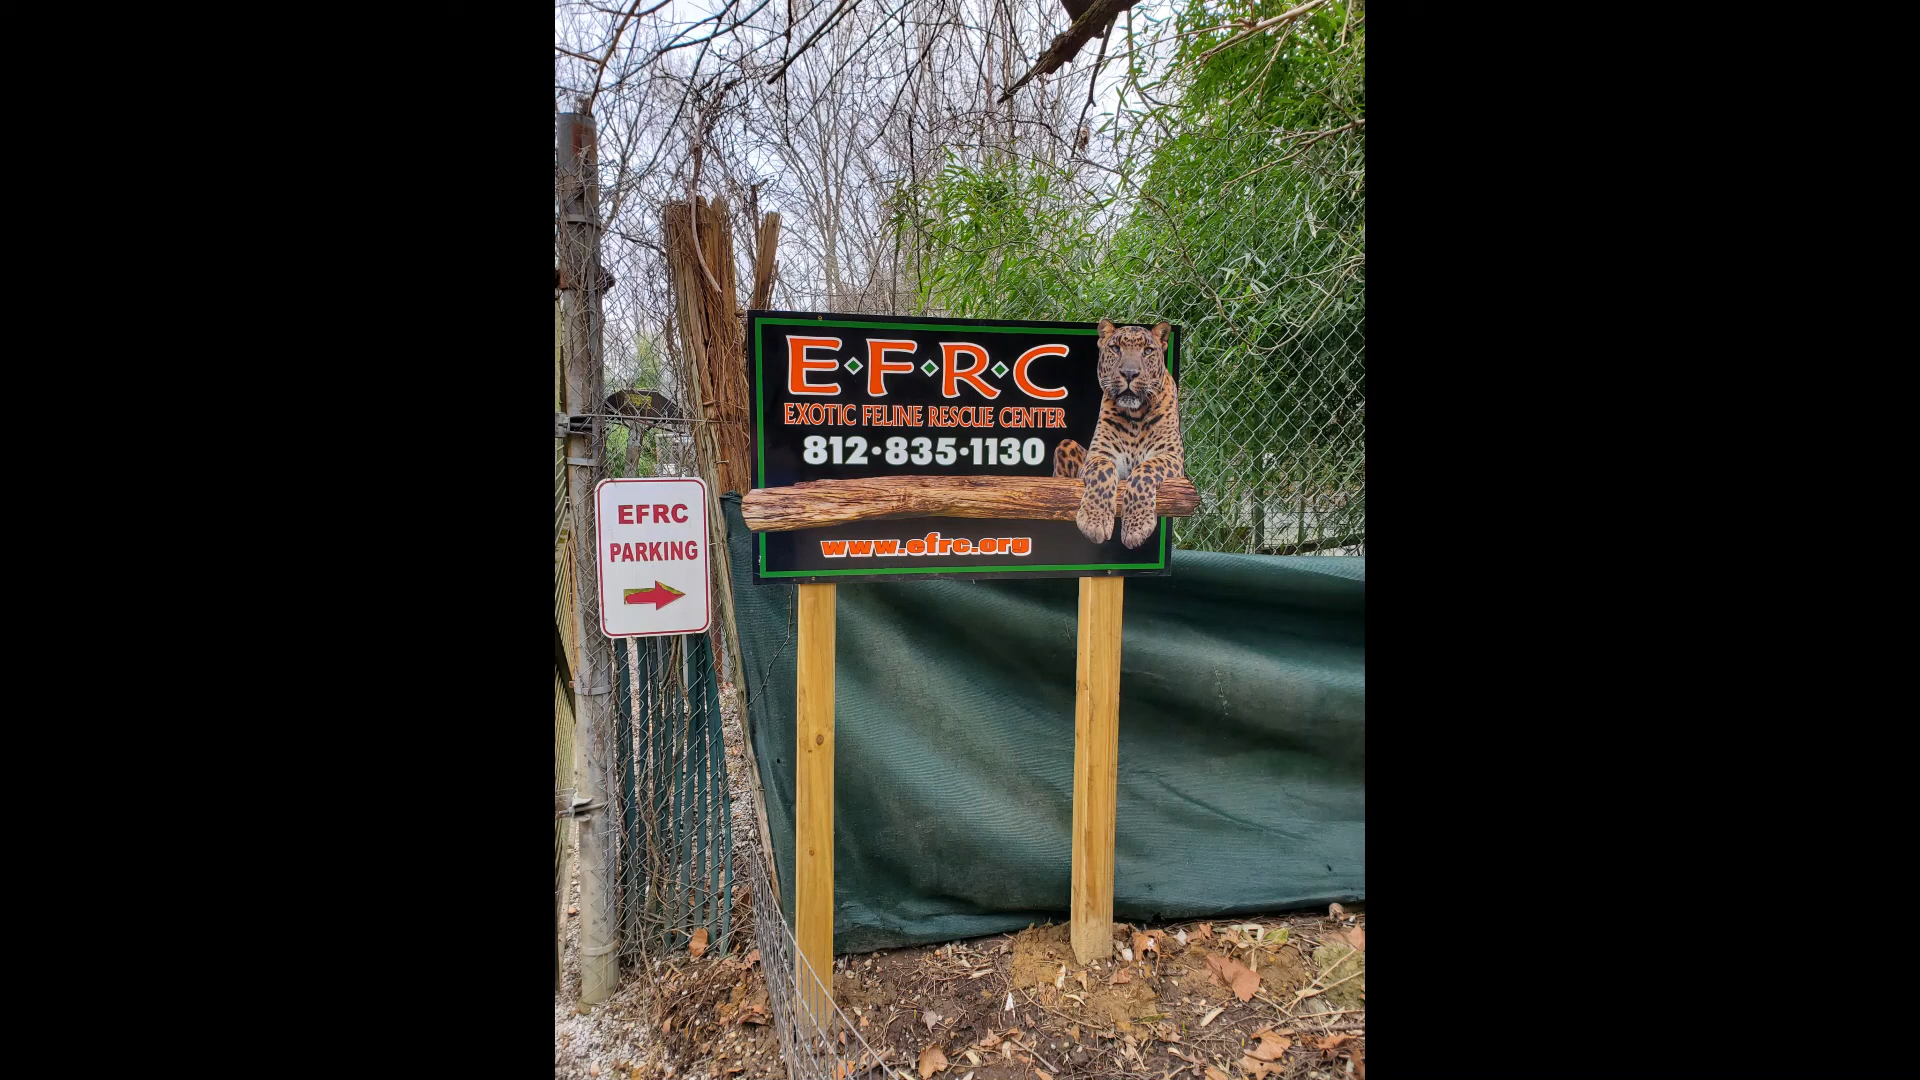 E·F·R·C
EXOTIC FELINE RESCUE CENTER
812·835·1130
www.efrc.org
EFRC
PARKING